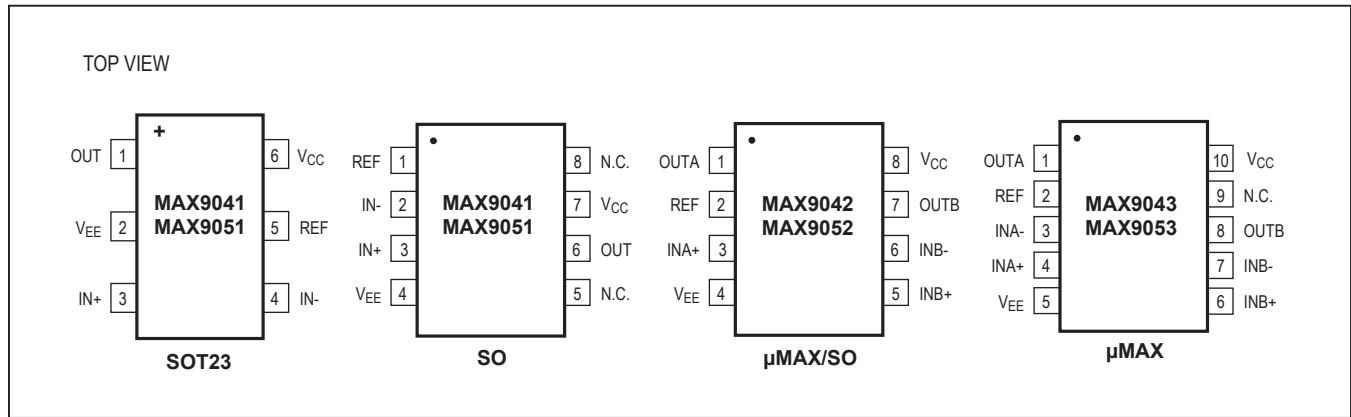 TOP VIEW
+
OUT 1
6 VCC
MAX9041
MAX9051
VEE 2
5 REF
IN+ 3
4 IN-
SOT23
REF 1
8 N.C.
IN- 2
7 VCC
MAX9041
MAX9051
IN+ 3
6 OUT
VEE 4
5 N.C.
SO
OUTA 1
8 VCC
REF 2
7 OUTB
MAX9042
MAX9052
INA+ 3
6 INB-
VEE 4
5 INB+
µMAX/SO
OUTA 1
10 VCC
REF 2
9 N.C.
MAX9043
MAX9053
INA- 3
8 OUTB
INA+ 4
7 INB-
VEE 5
6 INB+
µMAX